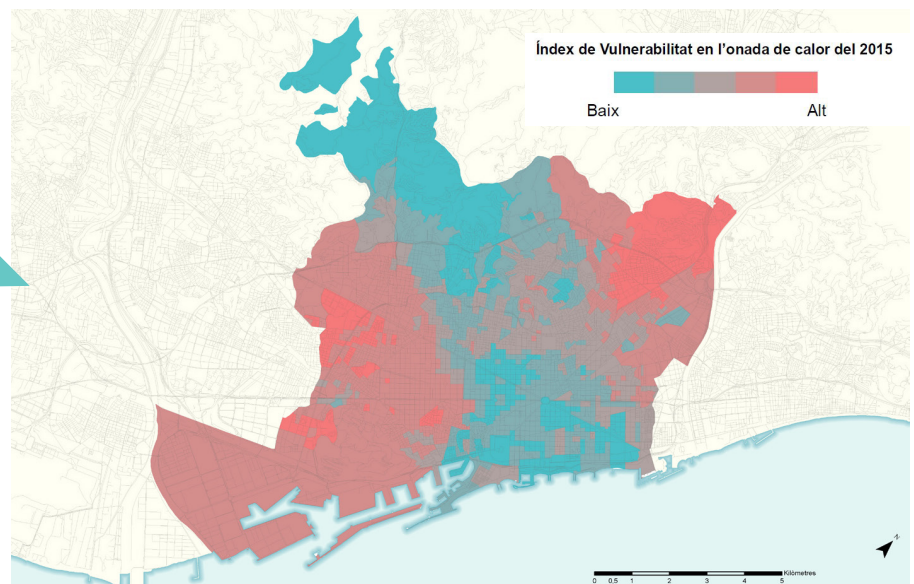 Índex de Vulnerabilitat en l'onada de calor del 2015
Baix Alt
N
Kilòmetres
0 0,5 1 2 3 4 5